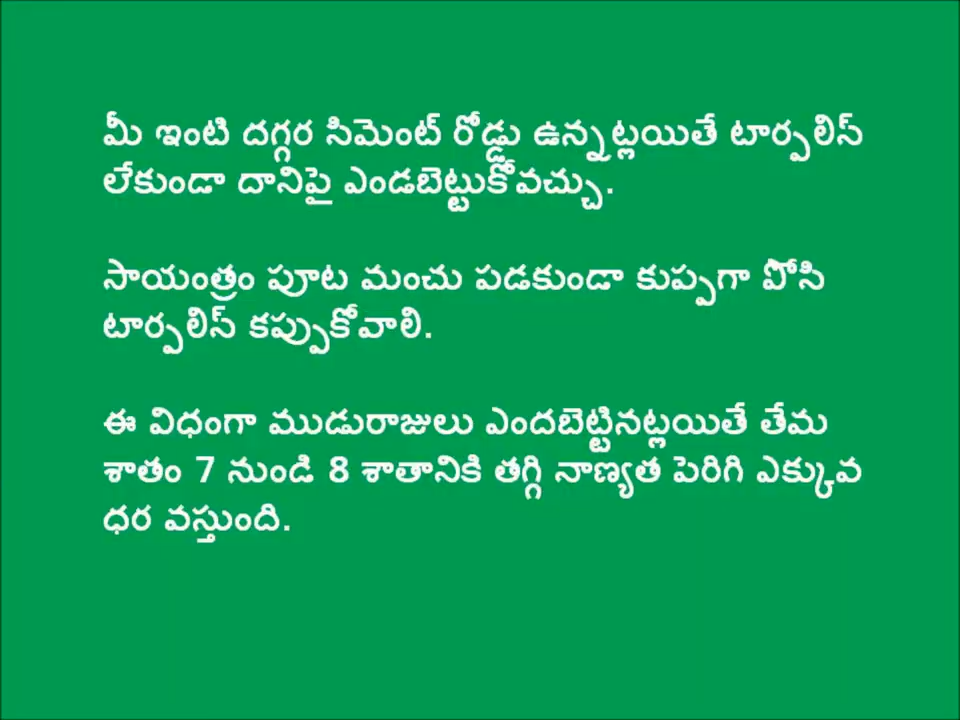 మీ ఇంటి దగ్గర సిమెంట్ రోడ్డు ఉన్నట్లయితే టార్పలిస్
లేకుండా దానిపై ఎండబెట్టుకోవచ్చు.
సాయంత్రం పూట మంచు పడకుండా కుప్పగా పోసి
టార్పలిస్ కప్పుకోవాలి.
ఈ విధంగా ముడురాజులు ఎందబెట్టినట్లయితే తేమ
శాతం 7 నుండి 8 శాతానికి తగ్గి నాణ్యత పెరిగి ఎక్కువ
ధర వస్తుంది.